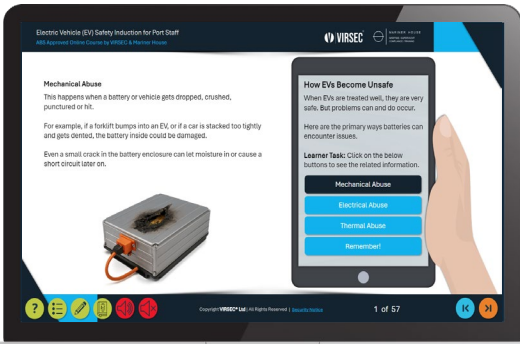 Electric Vehicle (EV) Safety Induction for Port Staff
ABS Approved Online Course by VIRSEC & Mariner House
VIRSEC
MARINER HOUSE
Mechanical Abuse
This happens when a battery or vehicle gets dropped, crushed,
punctured or hit.
For example, if a forklift bumps into an EV, or if a car is stacked too tightly
and gets dented, the battery inside could be damaged.
Even a small crack in the battery enclosure can let moisture in or cause a
short circuit later on.
How EVs Become Unsafe
When EVs are treated well, they are very
safe. But problems can and do occur.
Here are the primary ways batteries can
encounter issues.
Learner Task: Click on the below
buttons to see the related information.
Mechanical Abuse
Electrical Abuse
Thermal Abuse
Remember!
?
Copyright VIRSEC® Ltd | All Rights Reserved | Security Notice
1 of 57